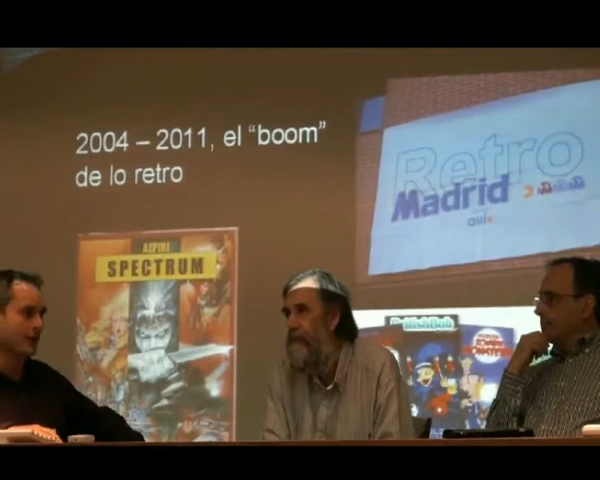 2004 – 2011, el “boom”
de lo retro
Retro
Madrid
SPECTRUM